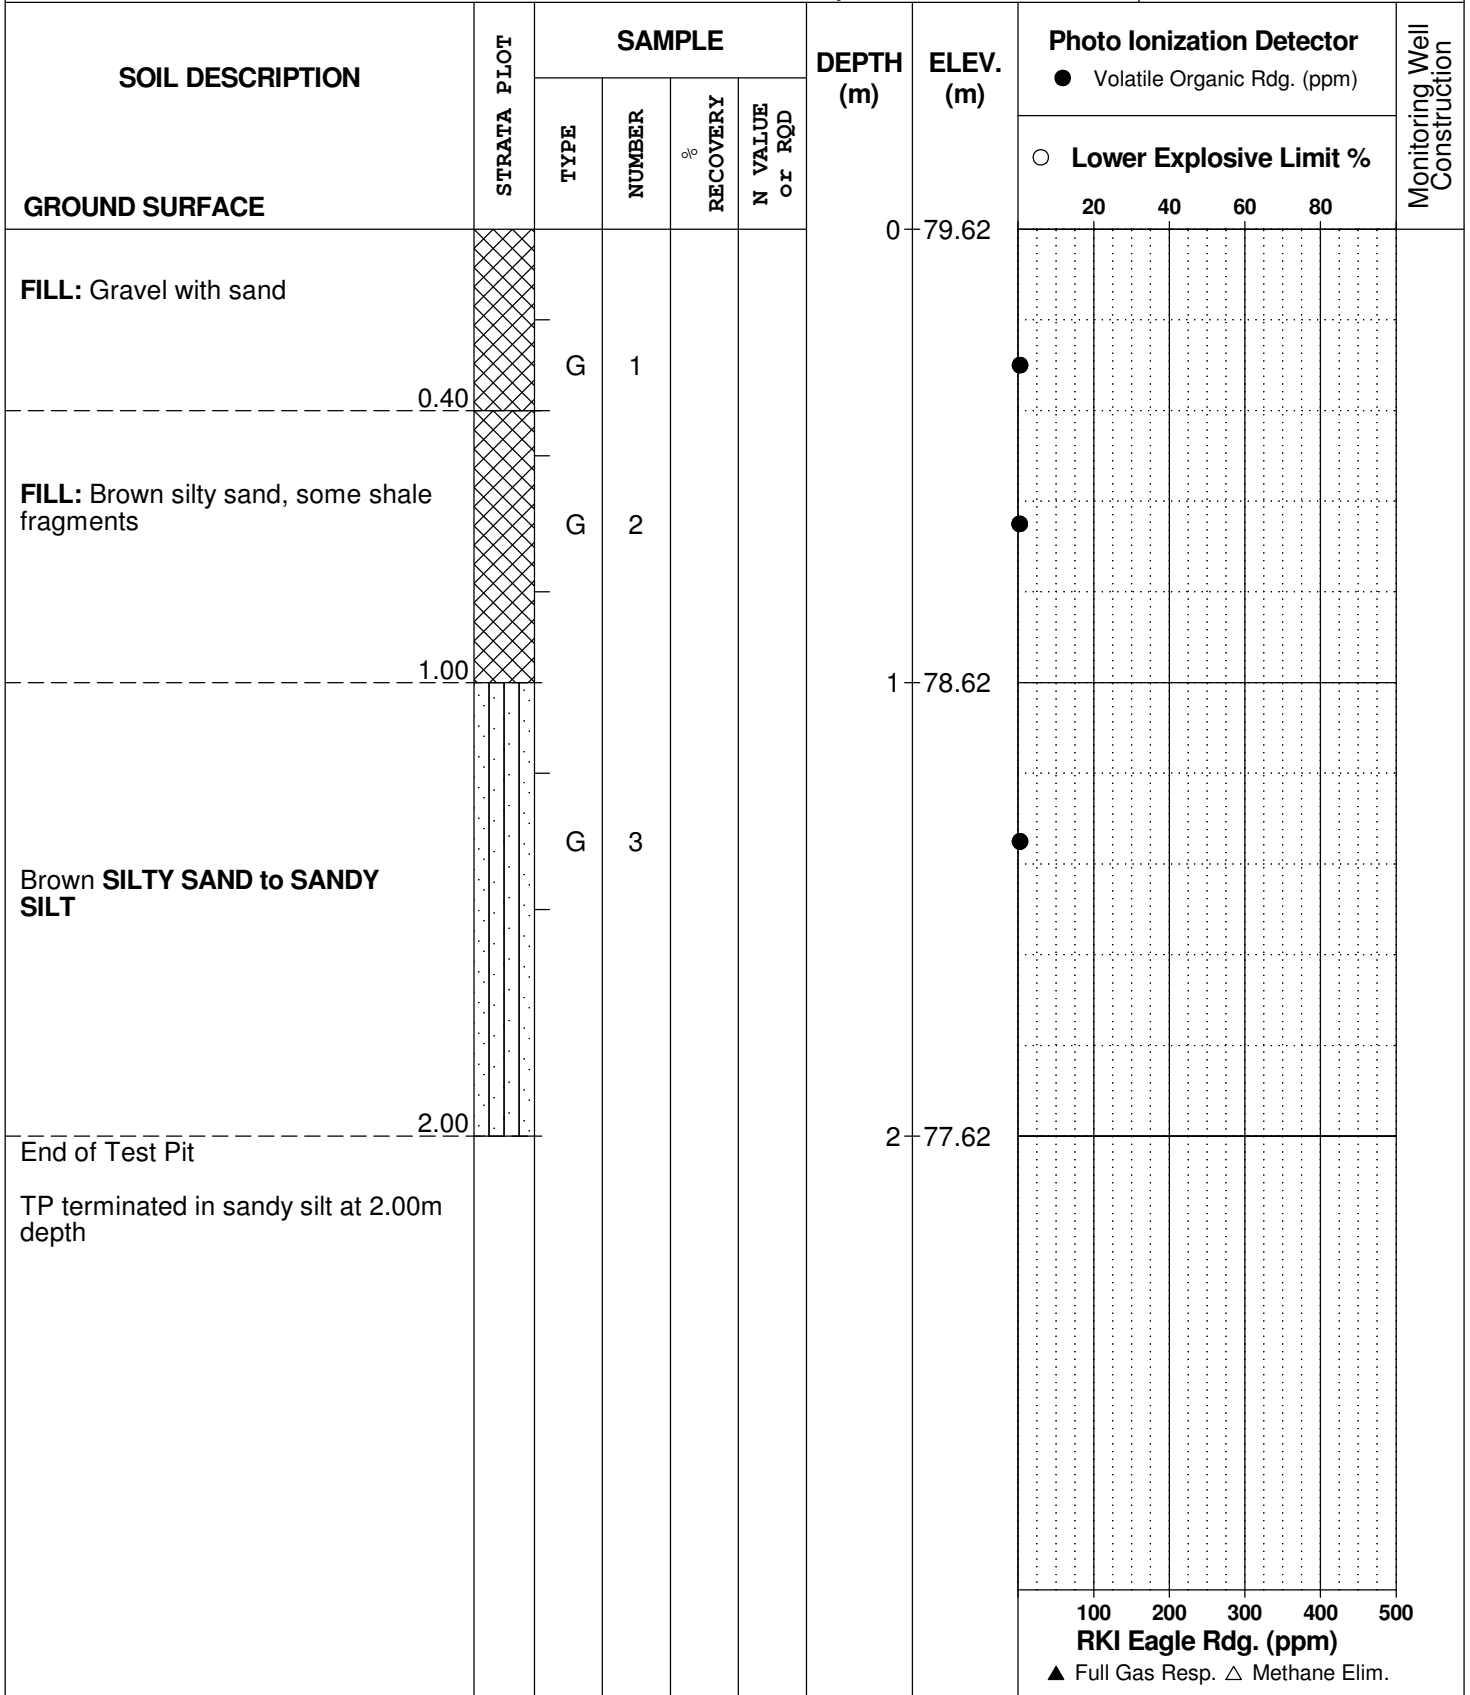 SOIL DESCRIPTION
GROUND SURFACE
STRATA PLOT
SAMPLE
TYPE
NUMBER
%
RECOVERY
N VALUE
or RQD
DEPTH
(m)
ELEV.
(m)
Photo Ionization Detector
● Volatile Organic Rdg. (ppm)
○ Lower Explosive Limit %
20 40 60 80
Monitoring Well
Construction
0 79.62
FILL: Gravel with sand
G 1
0.40
FILL: Brown silty sand, some shale
fragments
G 2
1.00
1 78.62
G 3
Brown SILTY SAND to SANDY
SILT
2.00
2 77.62
End of Test Pit
TP terminated in sandy silt at 2.00m
depth
100 200 300 400 500
RKI Eagle Rdg. (ppm)
▲ Full Gas Resp. △ Methane Elim.